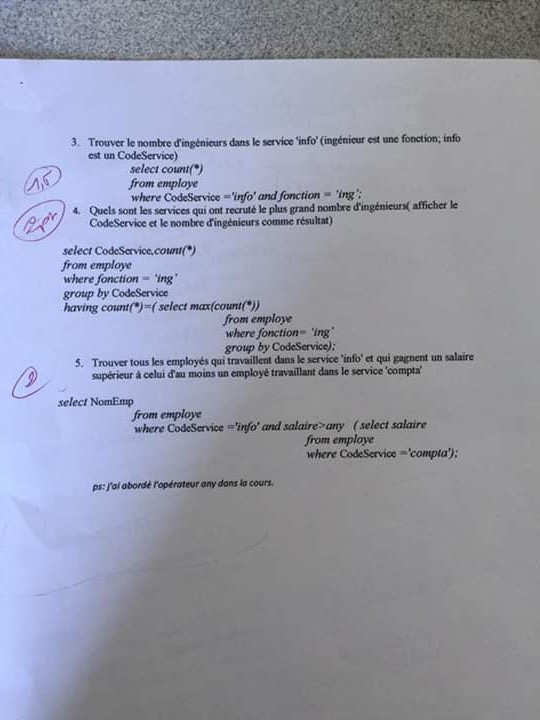 3. Trouver le nombre d'ingénieurs dans le service 'info' (ingénieur est une fonction; info
est un CodeService)
select count(*)
1,5
from employe
where CodeService ='info' and fonction = 'ing';
2pt
4. Quels sont les services qui ont recruté le plus grand nombre d'ingénieurs( afficher le
CodeService et le nombre d'ingénieurs comme résultat)
select CodeService,count(*)
from employe
where fonction = 'ing'
group by CodeService
having count(*)=( select max(count(*))
from employe
where fonction= 'ing'
group by CodeService);
5. Trouver tous les employés qui travaillent dans le service 'info' et qui gagnent un salaire
supérieur à celui d'au moins un employé travaillant dans le service 'compta'
select NomEmp
from employe
where CodeService ='info' and salaire>any ( select salaire
from employe
where CodeService ='compta');
ps: j'ai abordé l'opérateur any dans la cours.